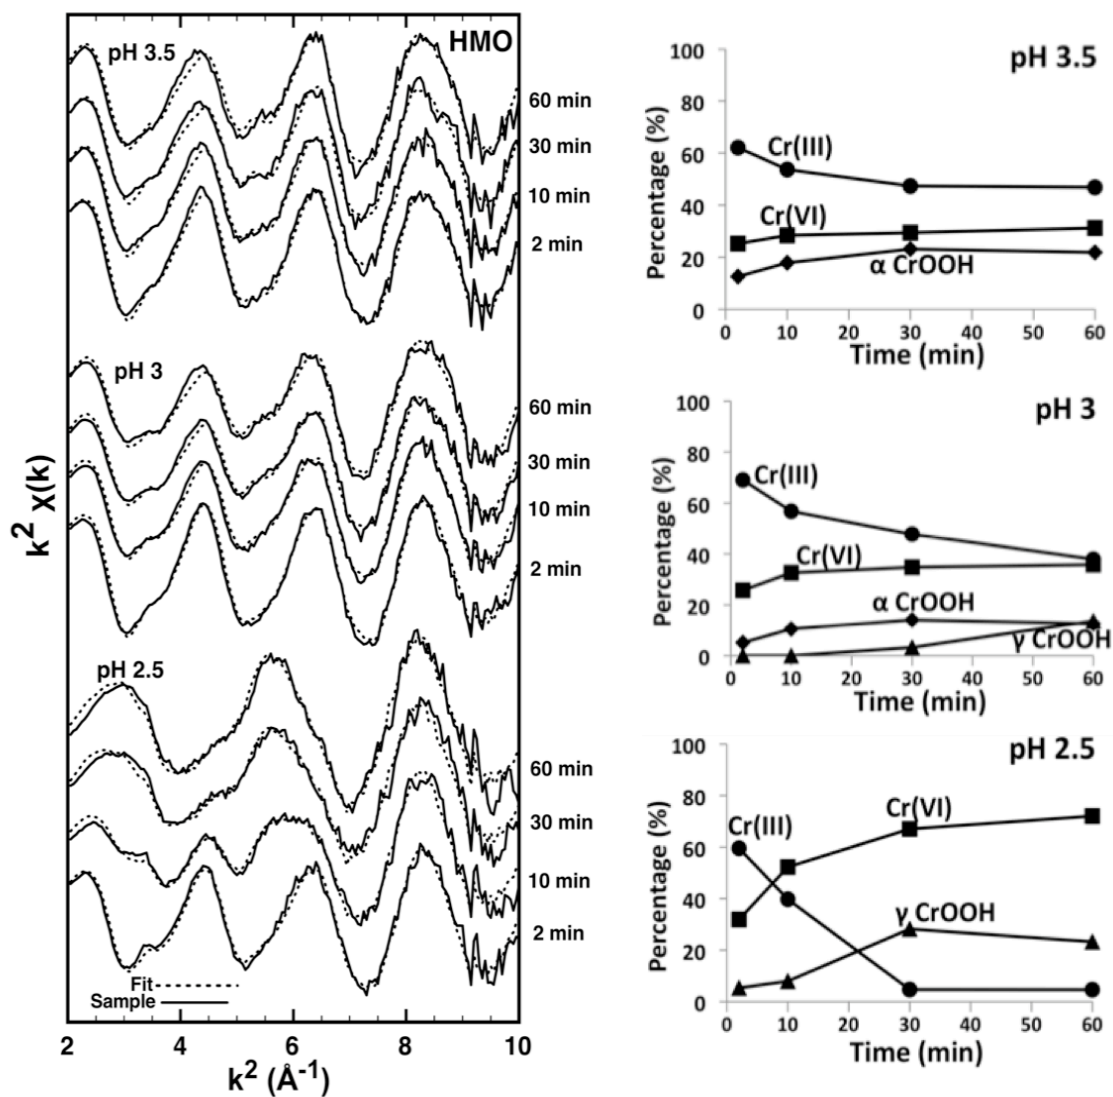 HMO
pH 3.5
60 min
30 min
10 min
2 min
pH 3
60 min
30 min
10 min
2 min
pH 2.5
60 min
30 min
10 min
2 min
Fit
Sample
k² χ(k)
2 4 6 8 10
k² (Å⁻¹)
pH 3.5
Percentage (%)
100
80
60
40
20
0
Cr(III)
Cr(VI)
α CrOOH
0 10 20 30 40 50 60
Time (min)
pH 3
Percentage (%)
100
80
60
40
20
0
Cr(III)
Cr(VI)
α CrOOH
γ CrOOH
0 10 20 30 40 50 60
Time (min)
pH 2.5
Percentage (%)
100
80
60
40
20
0
Cr(III)
Cr(VI)
γ CrOOH
0 10 20 30 40 50 60
Time (min)